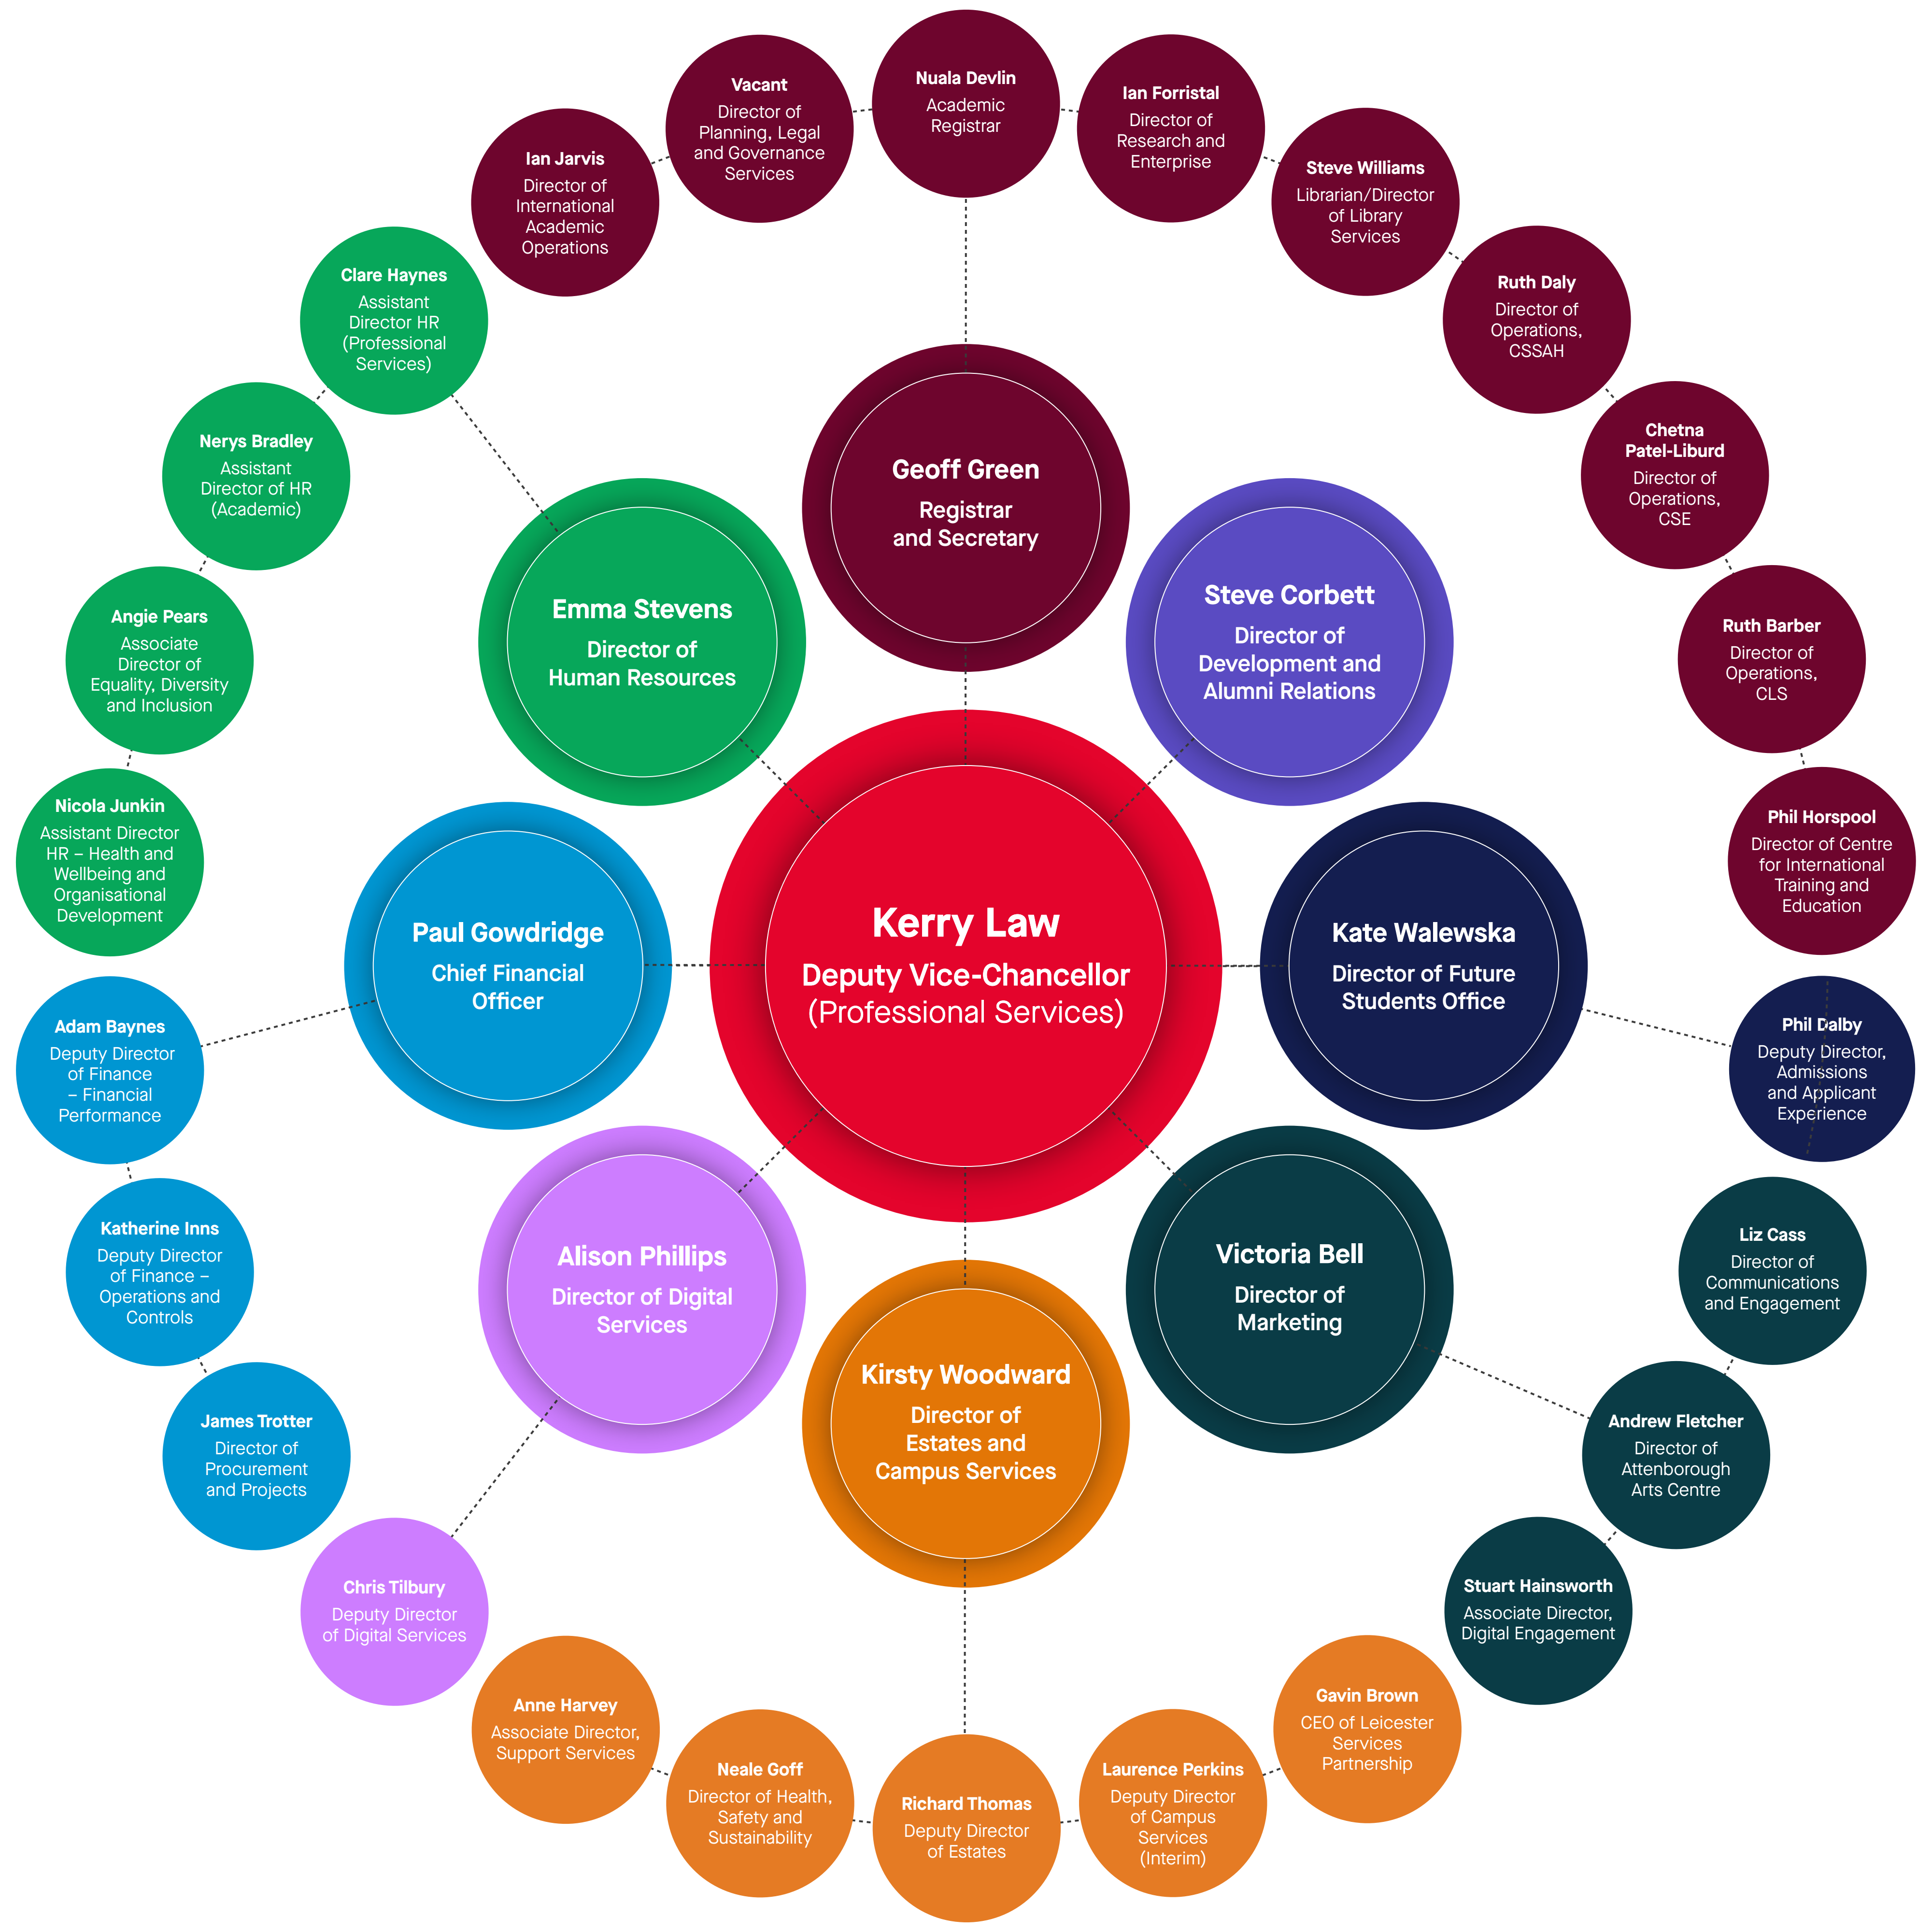 Nuala Devlin
Academic
Registrar
Ian Forristal
Director of
Research and
Enterprise
Steve Williams
Librarian/Director
of Library
Services
Ruth Daly
Director of
Operations,
CSSAH
Chetna
Patel-Liburd
Director of
Operations,
CSE
Ruth Barber
Director of
Operations,
CLS
Phil Horspool
Director of Centre
for International
Training and
Education
Phil Dalby
Deputy Director,
Admissions
and Applicant
Experience
Liz Cass
Director of
Communications
and Engagement
Andrew Fletcher
Director of
Attenborough
Arts Centre
Stuart Hainsworth
Associate Director,
Digital Engagement
Gavin Brown
CEO of Leicester
Services
Partnership
Laurence Perkins
Deputy Director
of Campus
Services
(Interim)
Richard Thomas
Deputy Director
of Estates
Neale Goff
Director of Health,
Safety and
Sustainability
Anne Harvey
Associate Director,
Support Services
Chris Tilbury
Deputy Director
of Digital Services
James Trotter
Director of
Procurement
and Projects
Katherine Inns
Deputy Director
of Finance –
Operations and
Controls
Adam Baynes
Deputy Director
of Finance
– Financial
Performance
Nicola Junkin
Assistant Director
HR – Health and
Wellbeing and
Organisational
Development
Angie Pears
Associate
Director of
Equality, Diversity
and Inclusion
Nerys Bradley
Assistant
Director of HR
(Academic)
Clare Haynes
Assistant
Director HR
(Professional
Services)
Ian Jarvis
Director of
International
Academic
Operations
Vacant
Director of
Planning, Legal
and Governance
Services
Geoff Green
Registrar
and Secretary
Steve Corbett
Director of
Development and
Alumni Relations
Kate Walewska
Director of Future
Students Office
Victoria Bell
Director of
Marketing
Kirsty Woodward
Director of
Estates and
Campus Services
Alison Phillips
Director of Digital
Services
Paul Gowdridge
Chief Financial
Officer
Emma Stevens
Director of
Human Resources
Kerry Law
Deputy Vice-Chancellor
(Professional Services)